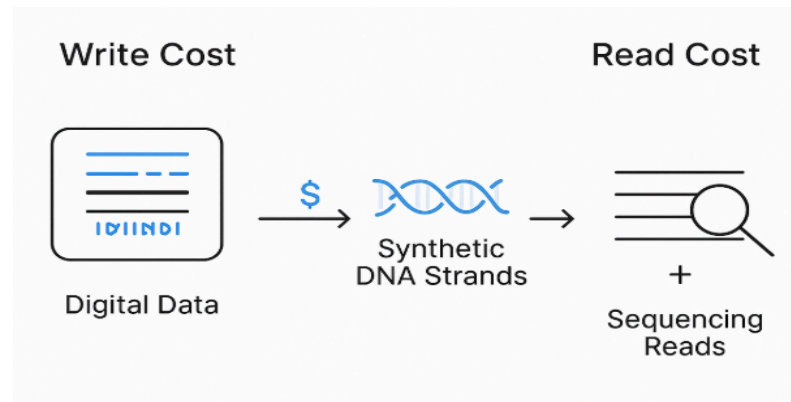 Write Cost
Read Cost
$
Synthetic
DNA Strands
Digital Data
+
Sequencing
Reads